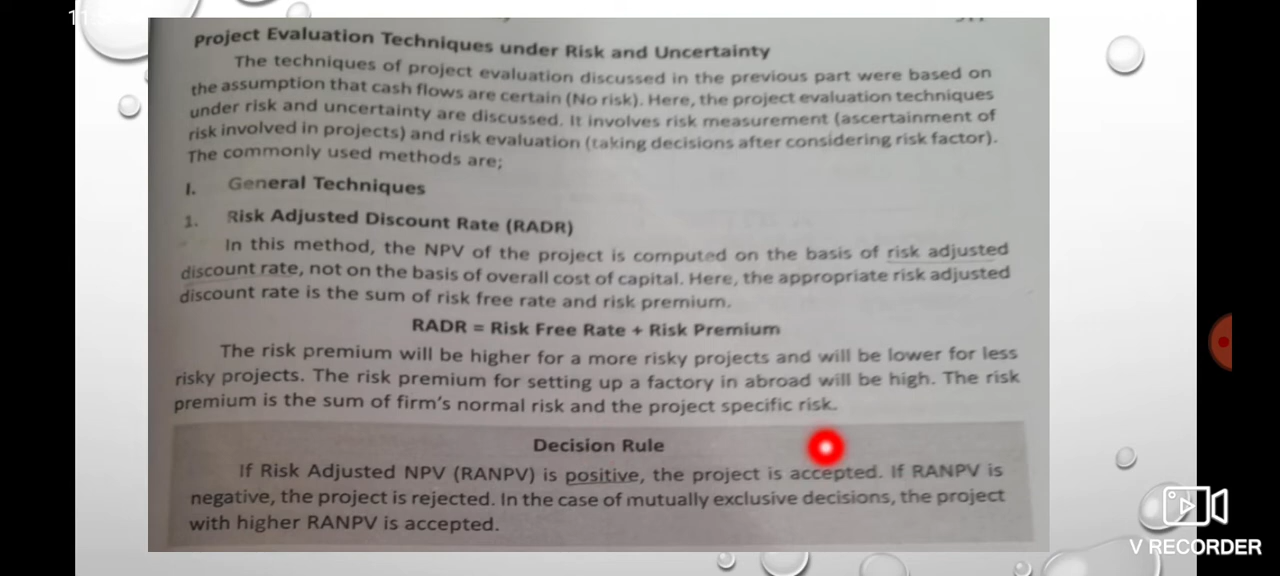 Project Evaluation Techniques under Risk and Uncertainty
The techniques of project evaluation discussed in the previous part were based on
the assumption that cash flows are certain (No risk). Here, the project evaluation techniques
under risk and uncertainty are discussed. It involves risk measurement (ascertainment of
risk involved in projects) and risk evaluation (taking decisions after considering risk factor).
The commonly used methods are;
I. General Techniques
1. Risk Adjusted Discount Rate (RADR)
In this method, the NPV of the project is computed on the basis of risk adjusted
discount rate, not on the basis of overall cost of capital. Here, the appropriate risk adjusted
discount rate is the sum of risk free rate and risk premium.
RADR = Risk Free Rate + Risk Premium
The risk premium will be higher for a more risky projects and will be lower for less
risky projects. The risk premium for setting up a factory in abroad will be high. The risk
premium is the sum of firm's normal risk and the project specific risk.
Decision Rule
If Risk Adjusted NPV (RANPV) is positive, the project is accepted. If RANPV is
negative, the project is rejected. In the case of mutually exclusive decisions, the project
with higher RANPV is accepted.
V RECORDER